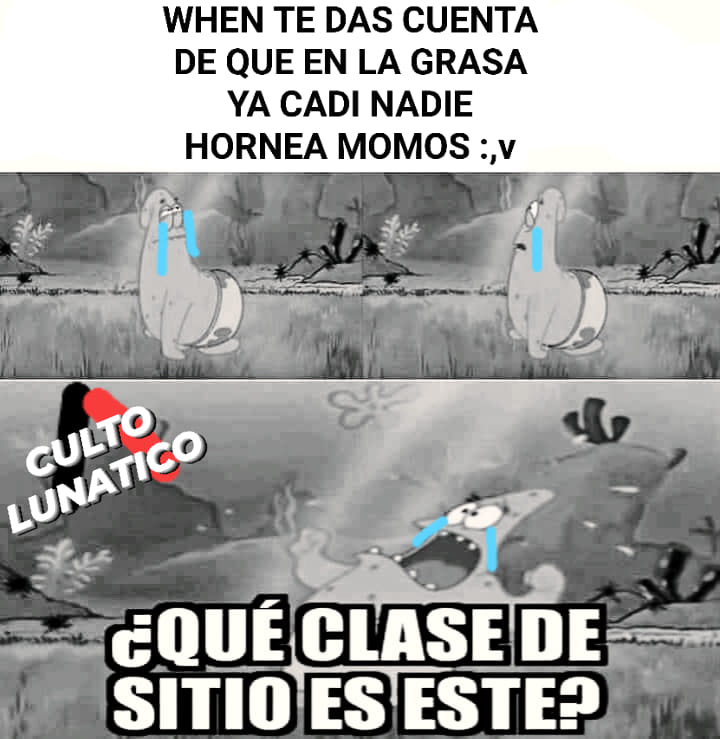 WHEN TE DAS CUENTA
DE QUE EN LA GRASA
YA CADI NADIE
HORNEA MOMOS :,v
CULTO
LUNATICO
¿QUÉ CLASE DE
SITIO ES ESTE?